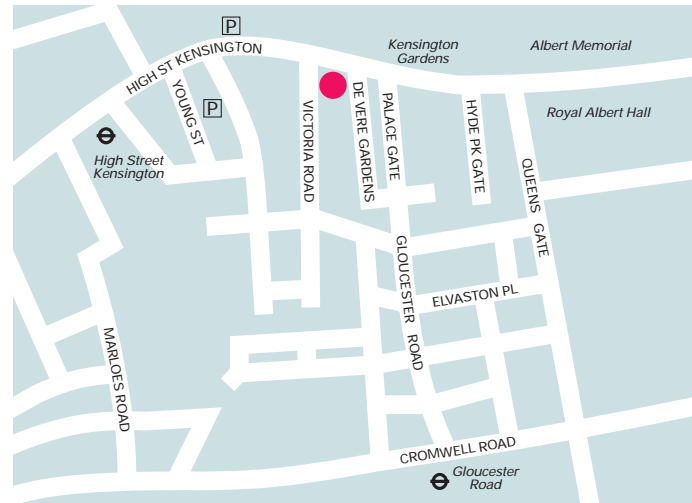 P
HIGH ST KENSINGTON
Kensington
Gardens
Albert Memorial
P
YOUNG ST
VICTORIA ROAD
DE VERE GARDENS
PALACE GATE
HYDE PK GATE
Royal Albert Hall
High Street
Kensington
QUEENS GATE
GLOUCESTER ROAD
ELVASTON PL
MARLOES ROAD
CROMWELL ROAD
Gloucester
Road